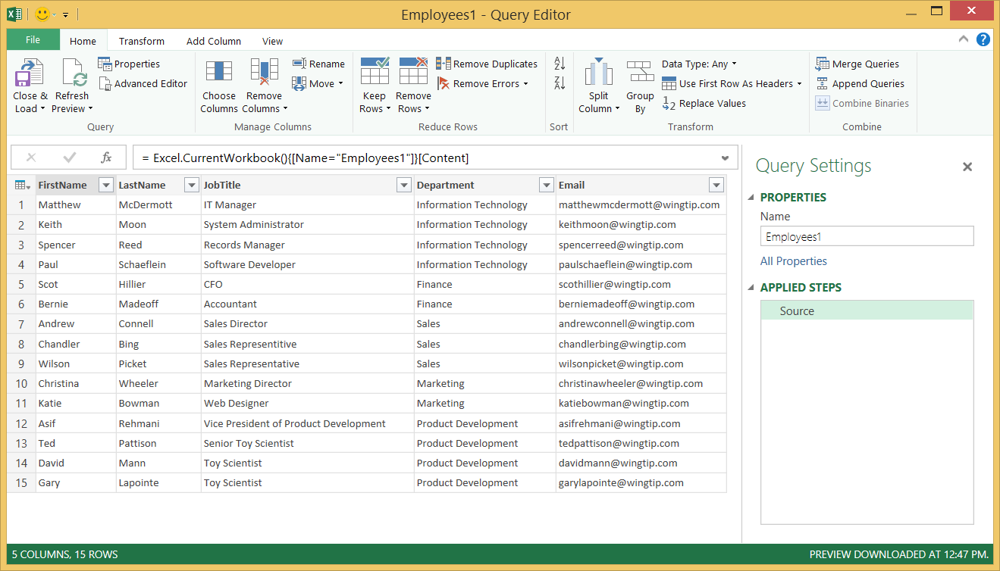 Employees1 - Query Editor
File Home Transform Add Column View
Close & Load
Refresh Preview
Properties
Advanced Editor
Query
Choose Columns
Remove Columns
Rename
Move
Manage Columns
Keep Rows
Remove Rows
Remove Duplicates
Remove Errors
Reduce Rows
Sort
Split Column
Group By
Data Type: Any
Use First Row As Headers
Replace Values
Transform
Merge Queries
Append Queries
Combine Binaries
Combine
fx = Excel.CurrentWorkbook(){[Name="Employees1"]}[Content]
FirstName LastName JobTitle Department Email
1 Matthew McDermott IT Manager Information Technology matthewmcdermott@wingtip.com
2 Keith Moon System Administrator Information Technology keithmoon@wingtip.com
3 Spencer Reed Records Manager Information Technology spencerreed@wingtip.com
4 Paul Schaeflein Software Developer Information Technology paulschaeflein@wingtip.com
5 Scot Hillier CFO Finance scothillier@wingtip.com
6 Bernie Madeoff Accountant Finance berniemadeoff@wingtip.com
7 Andrew Connell Sales Director Sales andrewconnell@wingtip.com
8 Chandler Bing Sales Representitive Sales chandlerbing@wingtip.com
9 Wilson Picket Sales Representative Sales wilsonpicket@wingtip.com
10 Christina Wheeler Marketing Director Marketing christinawheeler@wingtip.com
11 Katie Bowman Web Designer Marketing katiebowman@wingtip.com
12 Asif Rehmani Vice President of Product Development Product Development asifrehmani@wingtip.com
13 Ted Pattison Senior Toy Scientist Product Development tedpattison@wingtip.com
14 David Mann Toy Scientist Product Development davidmann@wingtip.com
15 Gary Lapointe Toy Scientist Product Development garylapointe@wingtip.com
Query Settings
PROPERTIES
Name
Employees1
All Properties
APPLIED STEPS
Source
5 COLUMNS, 15 ROWS
PREVIEW DOWNLOADED AT 12:47 PM.